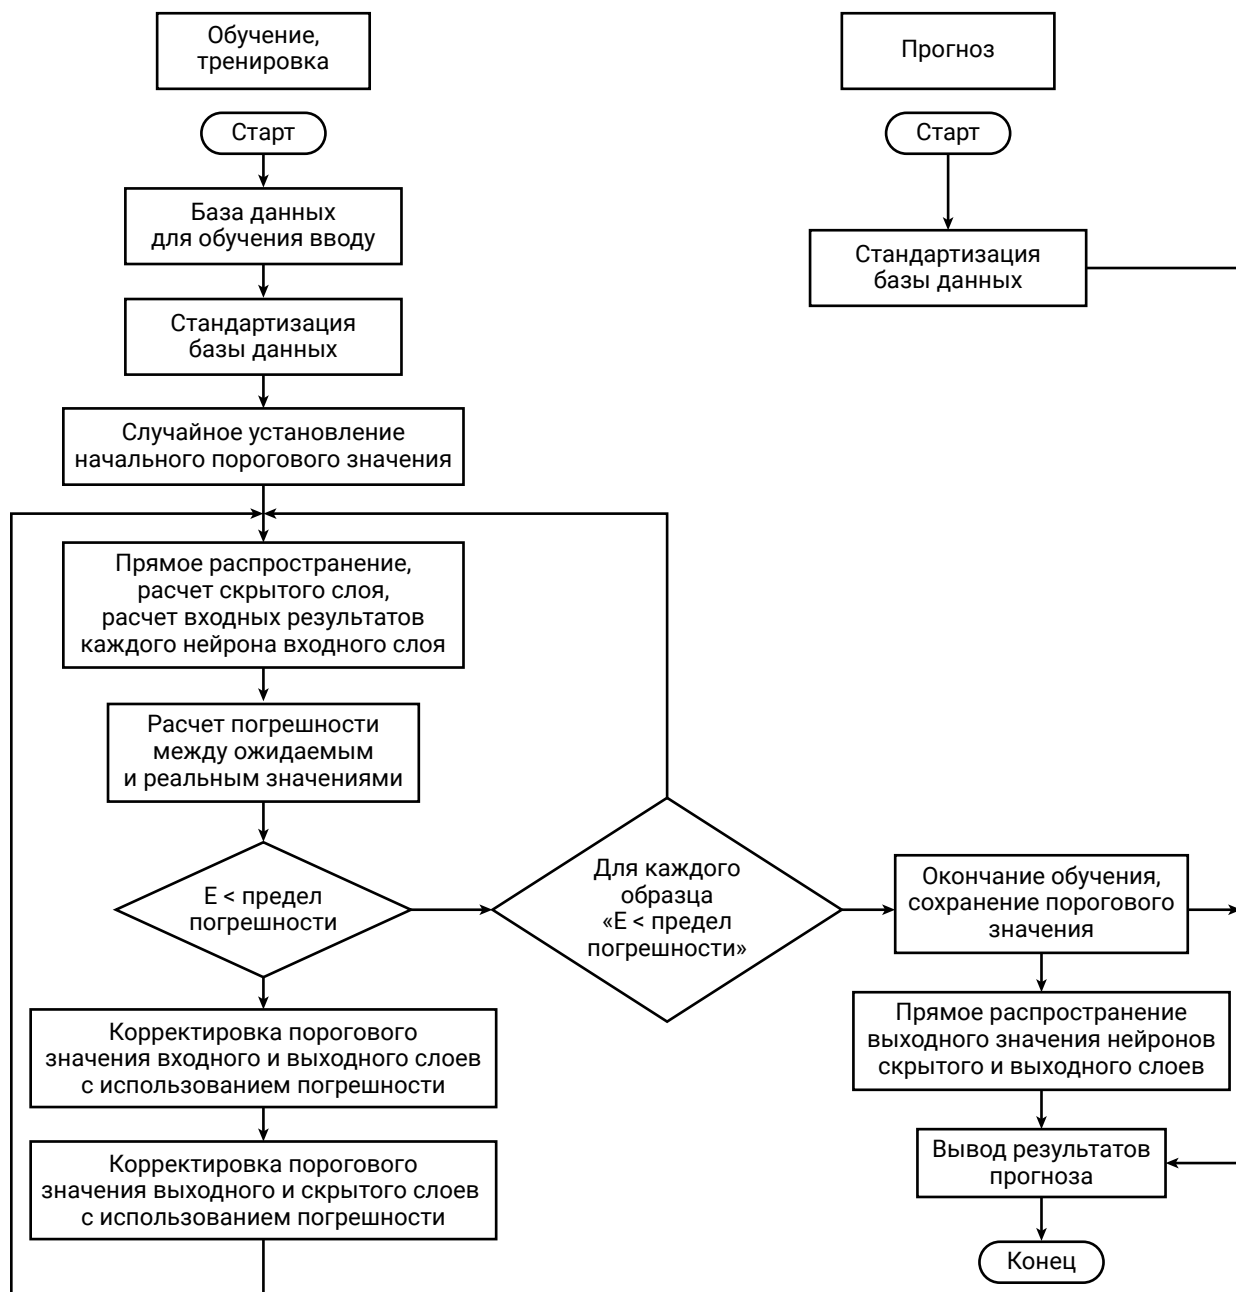 Обучение,
тренировка
Старт
База данных
для обучения вводу
Стандартизация
базы данных
Случайное установление
начального порогового значения
Прямое распространение,
расчет скрытого слоя,
расчет входных результатов
каждого нейрона входного слоя
Расчет погрешности
между ожидаемым
и реальным значениями
E < предел
погрешности
Корректировка порогового
значения входного и выходного слоев
с использованием погрешности
Корректировка порогового
значения выходного и скрытого слоев
с использованием погрешности
Для каждого
образца
«E < предел
погрешности»
Прогноз
Старт
Стандартизация
базы данных
Окончание обучения,
сохранение порогового
значения
Прямое распространение
выходного значения нейронов
скрытого и выходного слоев
Вывод результатов
прогноза
Конец